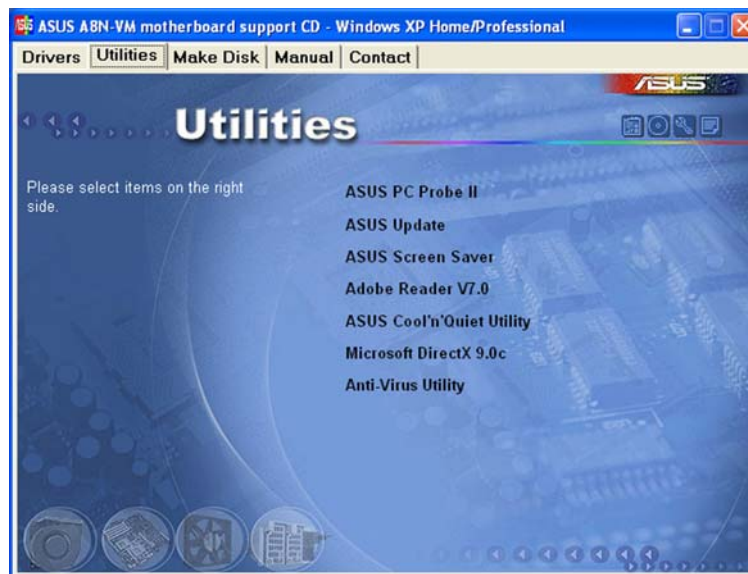 ASUS A8N-VM motherboard support CD - Windows XP Home/Professional
Drivers Utilities Make Disk Manual Contact
ASUS
Utilities
Please select items on the right
side.
ASUS PC Probe II
ASUS Update
ASUS Screen Saver
Adobe Reader V7.0
ASUS Cool'n'Quiet Utility
Microsoft DirectX 9.0c
Anti-Virus Utility